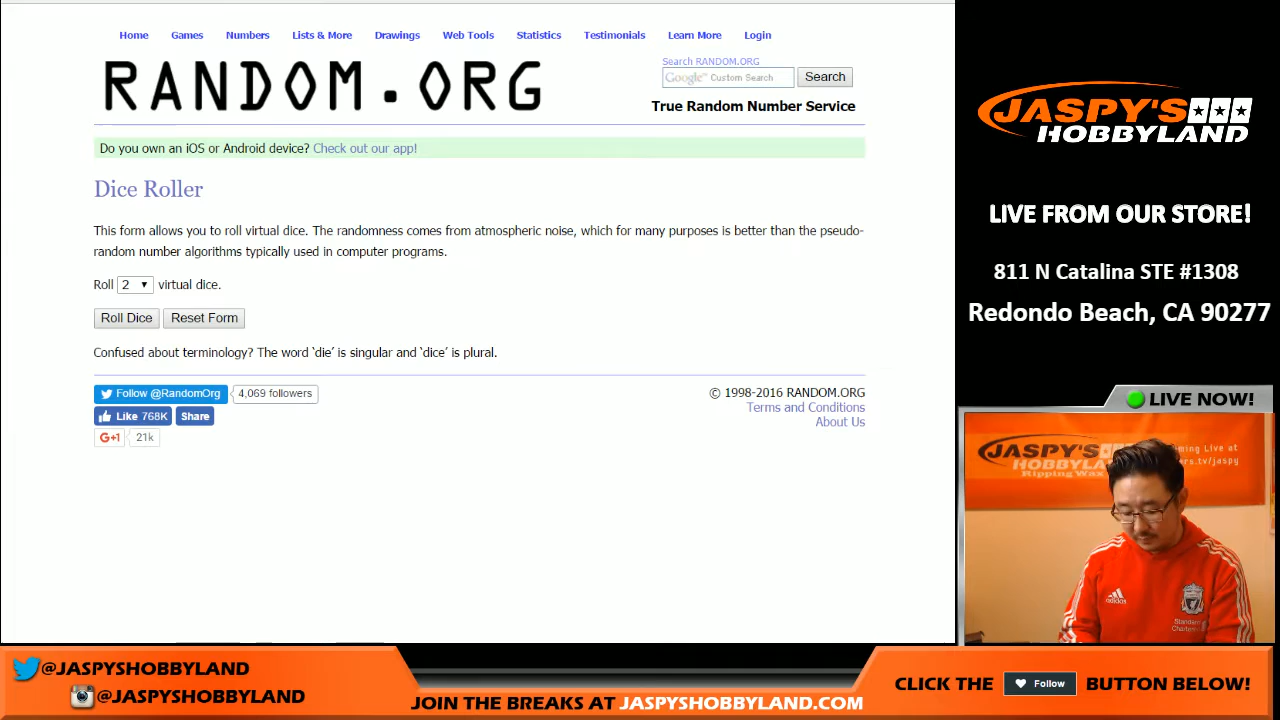 Home Games Numbers Lists & More Drawings Web Tools Statistics Testimonials Learn More Login
RANDOM.ORG
Search RANDOM.ORG
Google™ Custom Search Search
True Random Number Service
Do you own an iOS or Android device? Check out our app!
Dice Roller
This form allows you to roll virtual dice. The randomness comes from atmospheric noise, which for many purposes is better than the pseudo-
random number algorithms typically used in computer programs.
Roll 2 virtual dice.
Roll Dice Reset Form
Confused about terminology? The word 'die' is singular and 'dice' is plural.
Follow @RandomOrg 4,069 followers
Like 768K Share
G+1 21k
© 1998-2016 RANDOM.ORG
Terms and Conditions
About Us
JASPY'S
HOBBYLAND
LIVE FROM OUR STORE!
811 N Catalina STE #1308
Redondo Beach, CA 90277
LIVE NOW!
JASPY'S
HOBBYLAND
Ripping Wax
Live at
adidas
@JASPYSHOBBYLAND
@JASPYSHOBBYLAND
JOIN THE BREAKS AT JASPYSHOBBYLAND.COM
CLICK THE Follow BUTTON BELOW!